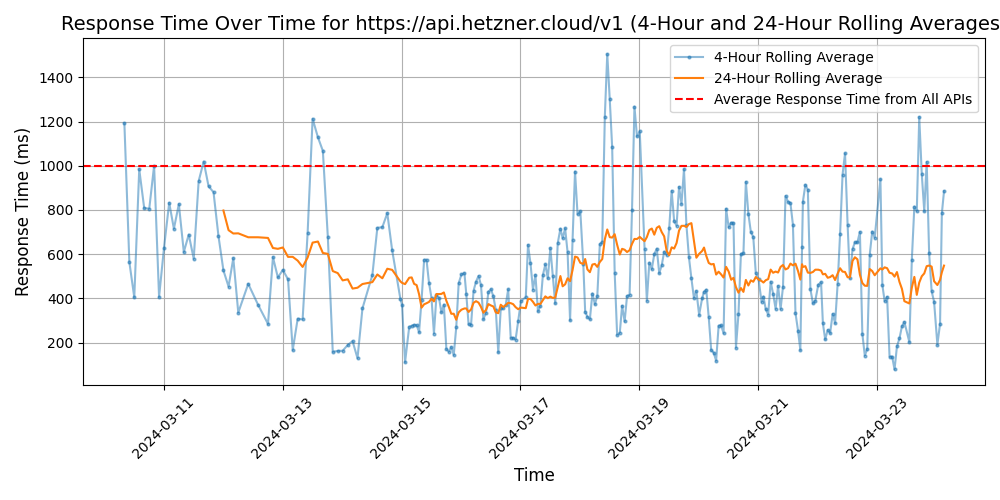 Response Time Over Time for https://api.hetzner.cloud/v1 (4-Hour and 24-Hour Rolling Averages
4-Hour Rolling Average
24-Hour Rolling Average
Average Response Time from All APIs
Response Time (ms)
1400
1200
1000
800
600
400
200
2024-03-11
2024-03-13
2024-03-15
2024-03-17
2024-03-19
2024-03-21
2024-03-23
Time